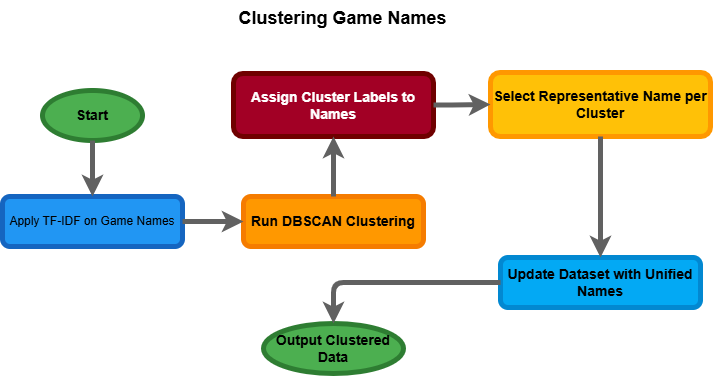 Clustering Game Names
Start
Apply TF-IDF on Game Names
Run DBSCAN Clustering
Assign Cluster Labels to
Names
Select Representative Name per
Cluster
Update Dataset with Unified
Names
Output Clustered
Data